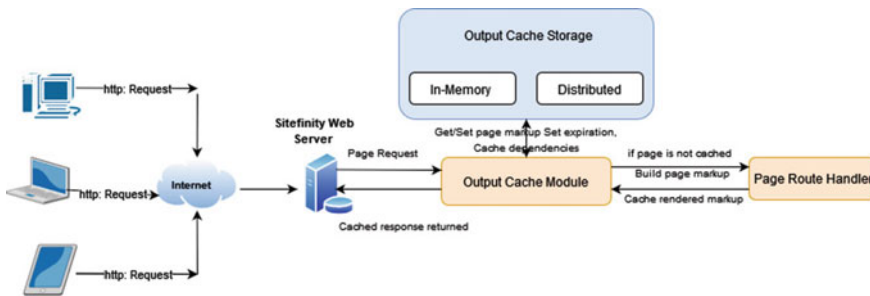 Output Cache Storage
In-Memory
Distributed
http: Request
Sitefinity Web
Server
Get/Set page markup Set expiration,
Cache dependencies
Page Request
if page is not cached
Internet
Output Cache Module
Build page markup
Page Route Handler
http: Request
Cache rendered markup
Cached response returned
http: Request